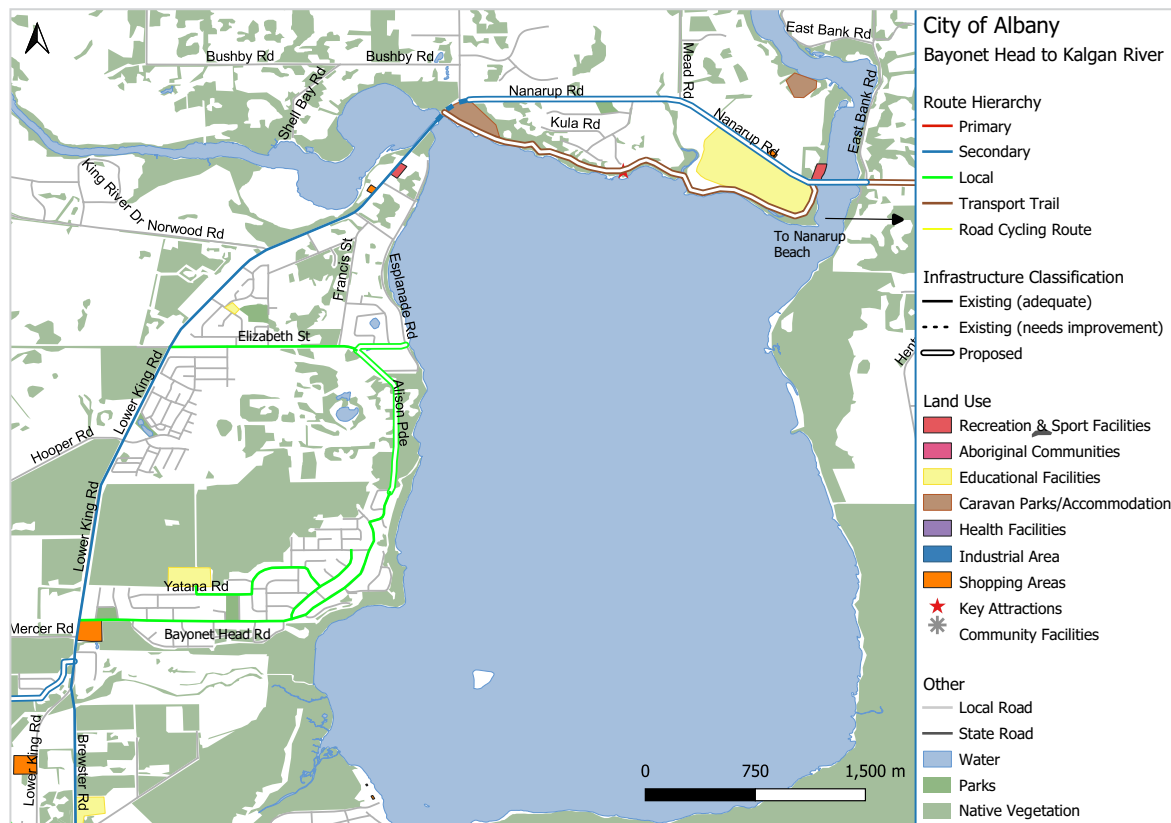 City of Albany
Bayonet Head to Kalgan River
Route Hierarchy
Primary
Secondary
Local
Transport Trail
Road Cycling Route
Infrastructure Classification
Existing (adequate)
Existing (needs improvement)
Proposed
Land Use
Recreation & Sport Facilities
Aboriginal Communities
Educational Facilities
Caravan Parks/Accommodation
Health Facilities
Industrial Area
Shopping Areas
Key Attractions
Community Facilities
Other
Local Road
State Road
Water
Parks
Native Vegetation
East Bank Rd
Bushby Rd
Bushby Rd
Mead Rd
East Bank Rd
Shell Bay Rd
Nanarup Rd
Kula Rd
Nanarup Rd
King River Dr
Norwood Rd
To Nanarup
Beach
Francis St
Esplanade Rd
Elizabeth St
Hent
Lower King Rd
Alison Pde
Hooper Rd
Lower King Rd
Yatana Rd
Mercer Rd
Bayonet Head Rd
Lower King Rd
Brewster Rd
0
750
1,500 m